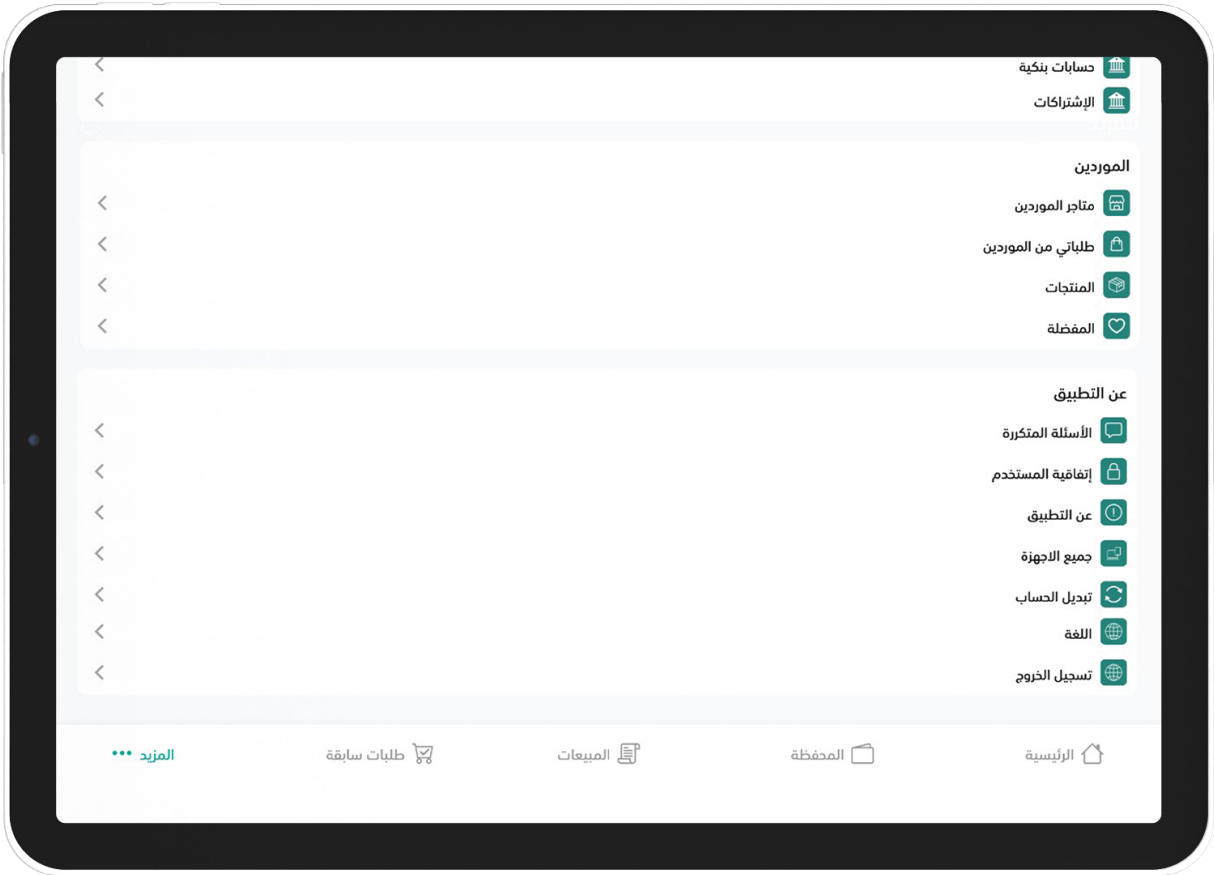 حسابات بنكية
الإشتراكات
الموردين
متاجر الموردين
طلباتي من الموردين
المنتجات
المفضلة
عن التطبيق
الأسئلة المتكررة
إتفاقية المستخدم
عن التطبيق
جميع الاجهزة
تبديل الحساب
اللغة
تسجيل الخروج
الرئيسية المحفظة المبيعات طلبات سابقة المزيد